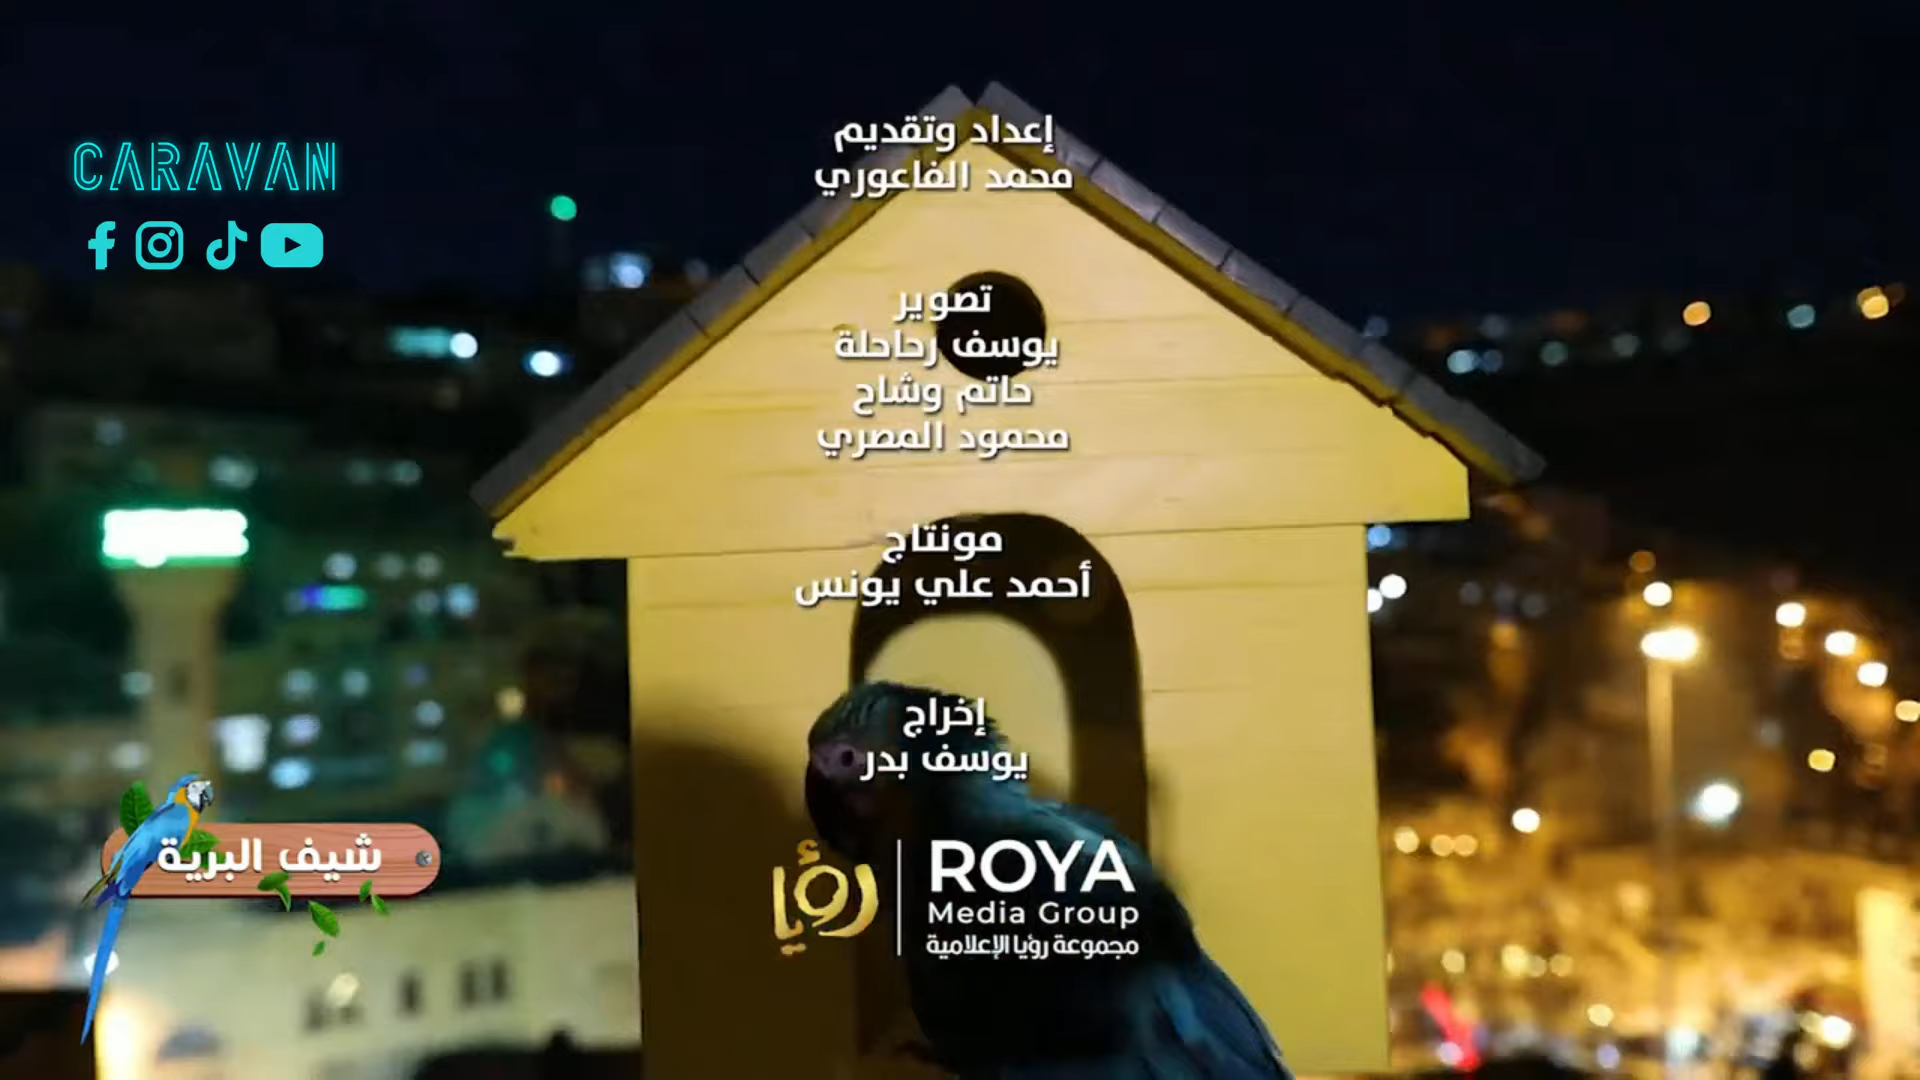 CARAVAN
إعداد وتقديم
محمد الفاعوري
تصوير
يوسف رحاحلة
حاتم وشاح
محمود المصري
مونتاج
أحمد علي يونس
إخراج
يوسف بدر
شيف البرية
رؤيا
ROYA
Media Group
مجموعة رؤيا الإعلامية